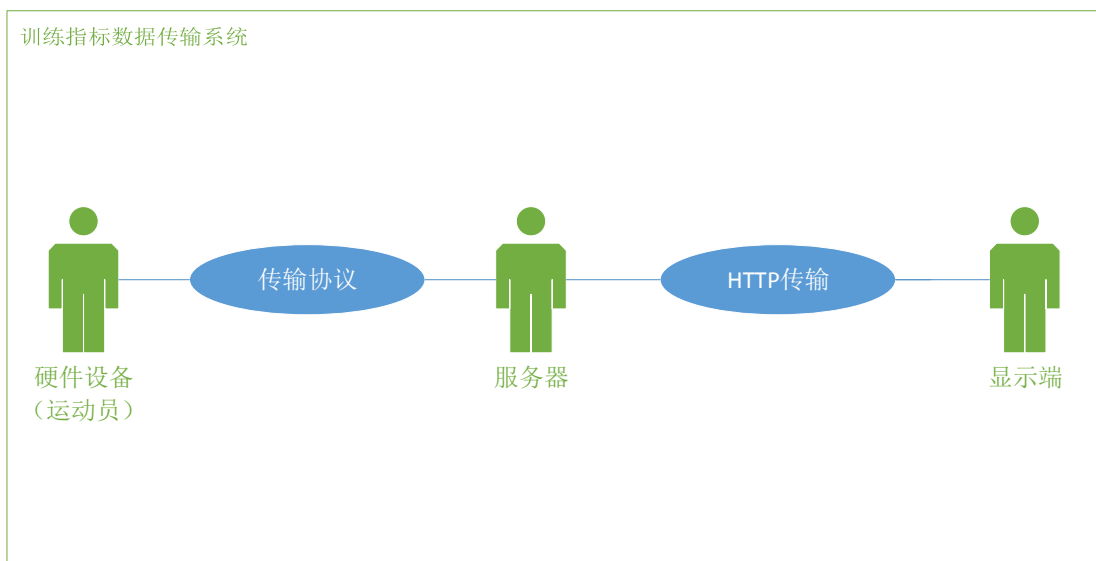 训练指标数据传输系统
传输协议
HTTP传输
硬件设备
（运动员）
服务器
显示端